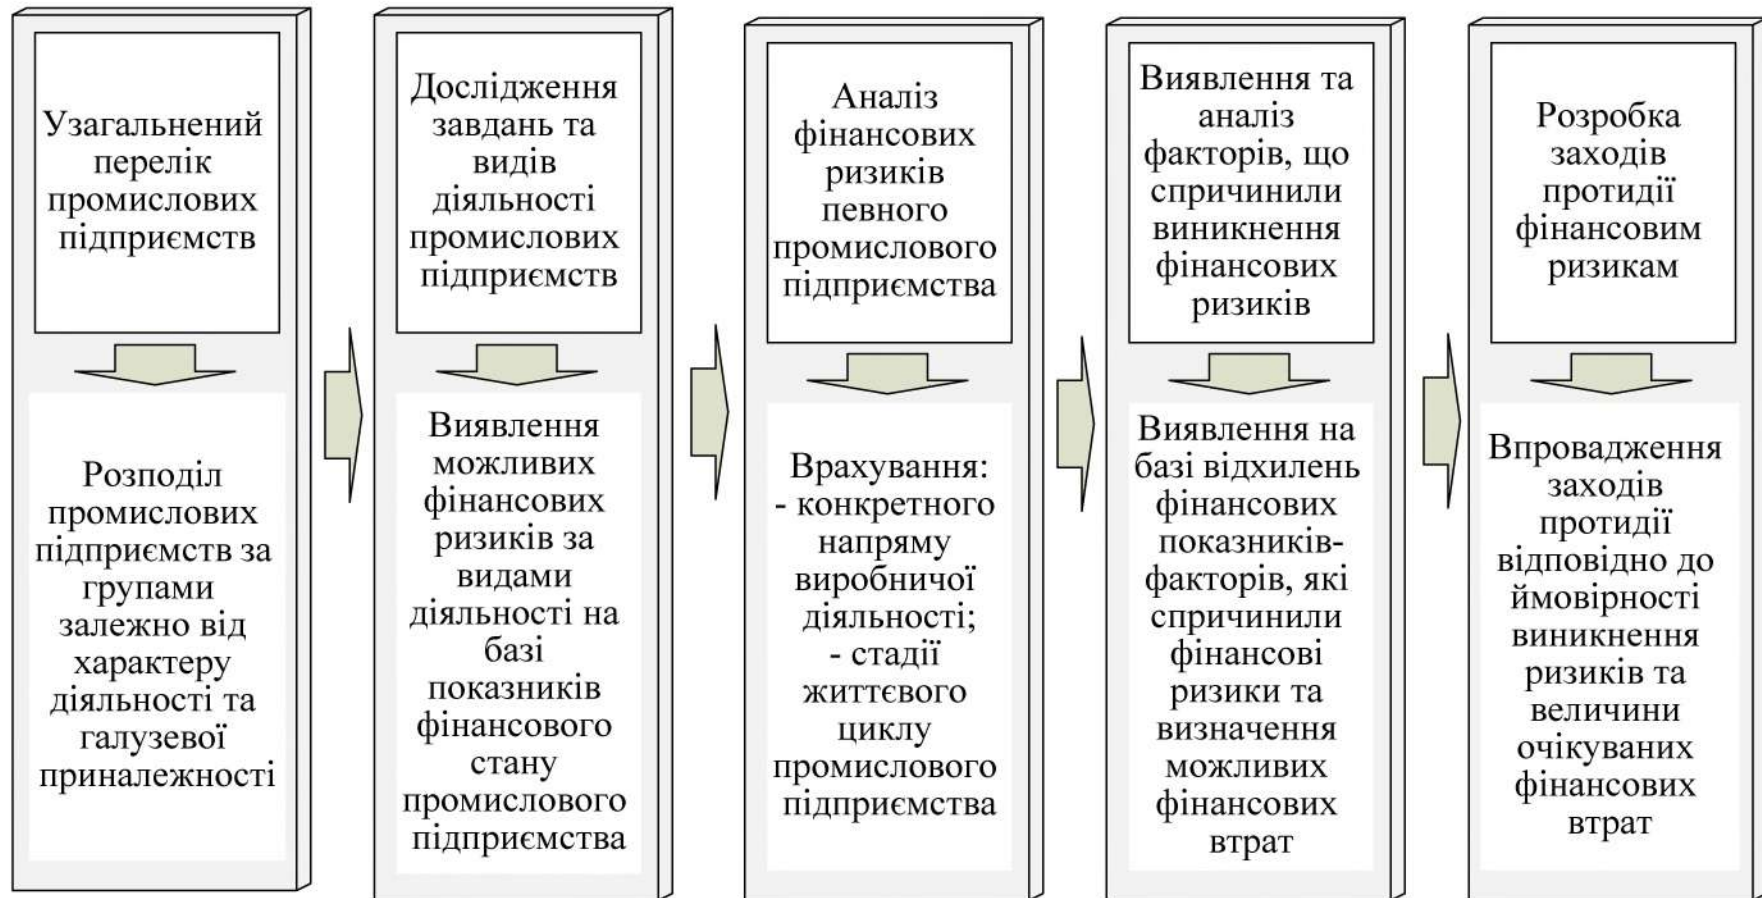 Узагальнений
перелік
промислових
підприємств
Розподіл
промислових
підприємств за
групами
залежно від
характеру
діяльності та
галузевої
приналежності
Дослідження
завдань та
видів
діяльності
промислових
підприємств
Виявлення
можливих
фінансових
ризиків за
видами
діяльності на
базі
показників
фінансового
стану
промислового
підприємства
Аналіз
фінансових
ризиків
певного
промислового
підприємства
Врахування:
- конкретного
напряму
виробничої
діяльності;
- стадії
життєвого
циклу
промислового
підприємства
Виявлення та
аналіз
факторів, що
спричинили
виникнення
фінансових
ризиків
Виявлення на
базі відхилень
фінансових
показників-
факторів, які
спричинили
фінансові
ризики та
визначення
можливих
фінансових
втрат
Розробка
заходів
протидії
фінансовим
ризикам
Впровадження
заходів
протидії
відповідно до
ймовірності
виникнення
ризиків та
величини
очікуваних
фінансових
втрат